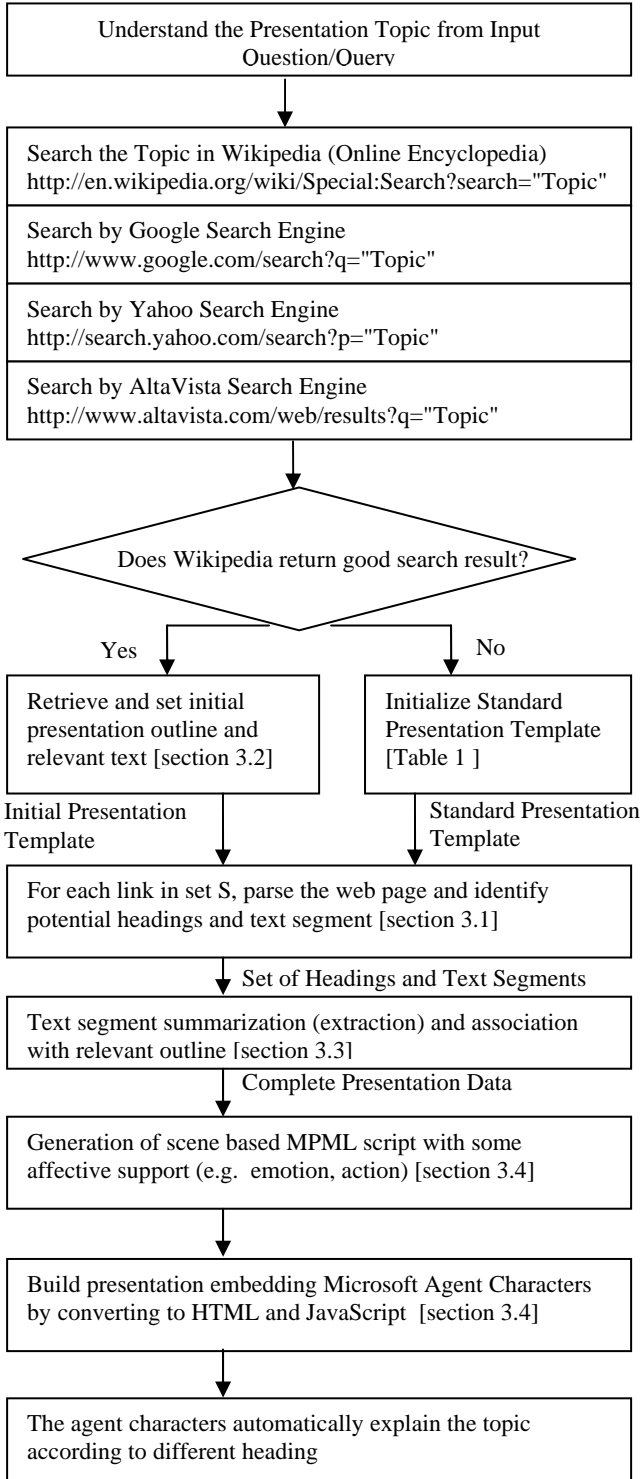 Understand the Presentation Topic from Input
Question/Query
Search the Topic in Wikipedia (Online Encyclopedia)
http://en.wikipedia.org/wiki/Special:Search?search="Topic"
Search by Google Search Engine
http://www.google.com/search?q="Topic"
Search by Yahoo Search Engine
http://search.yahoo.com/search?p="Topic"
Search by AltaVista Search Engine
http://www.altavista.com/web/results?q="Topic"
Does Wikipedia return good search result?
Yes
No
Retrieve and set initial
presentation outline and
relevant text [section 3.2]
Initialize Standard
Presentation Template
[Table 1 ]
Initial Presentation
Template
Standard Presentation
Template
For each link in set S, parse the web page and identify
potential headings and text segment [section 3.1]
Set of Headings and Text Segments
Text segment summarization (extraction) and association
with relevant outline [section 3.3]
Complete Presentation Data
Generation of scene based MPML script with some
affective support (e.g. emotion, action) [section 3.4]
Build presentation embedding Microsoft Agent Characters
by converting to HTML and JavaScript [section 3.4]
The agent characters automatically explain the topic
according to different heading